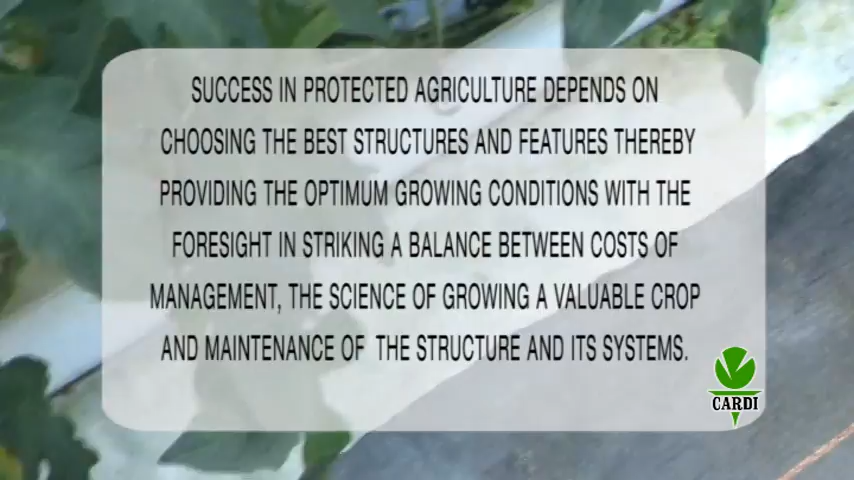 SUCCESS IN PROTECTED AGRICULTURE DEPENDS ON
CHOOSING THE BEST STRUCTURES AND FEATURES THEREBY
PROVIDING THE OPTIMUM GROWING CONDITIONS WITH THE
FORESIGHT IN STRIKING A BALANCE BETWEEN COSTS OF
MANAGEMENT, THE SCIENCE OF GROWING A VALUABLE CROP
AND MAINTENANCE OF  THE STRUCTURE AND ITS SYSTEMS.
CARDI